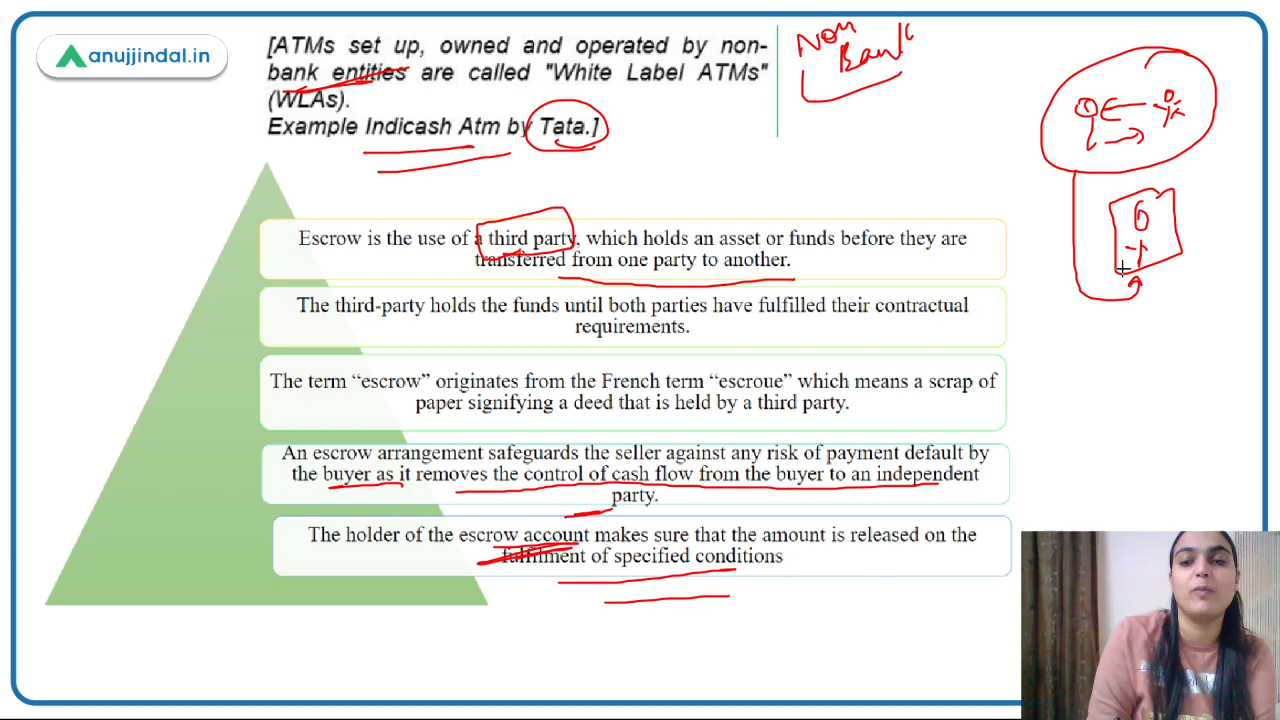 anujjindal.in
[ATMs set up, owned and operated by non-
bank entities are called "White Label ATMs"
(WLAs).
Example Indicash Atm by Tata.]
Non
Bank
Escrow is the use of a third party, which holds an asset or funds before they are
transferred from one party to another.
The third-party holds the funds until both parties have fulfilled their contractual
requirements.
The term “escrow” originates from the French term “escroue” which means a scrap of
paper signifying a deed that is held by a third party.
An escrow arrangement safeguards the seller against any risk of payment default by
the buyer as it removes the control of cash flow from the buyer to an independent
party.
The holder of the escrow account makes sure that the amount is released on the
fulfilment of specified conditions